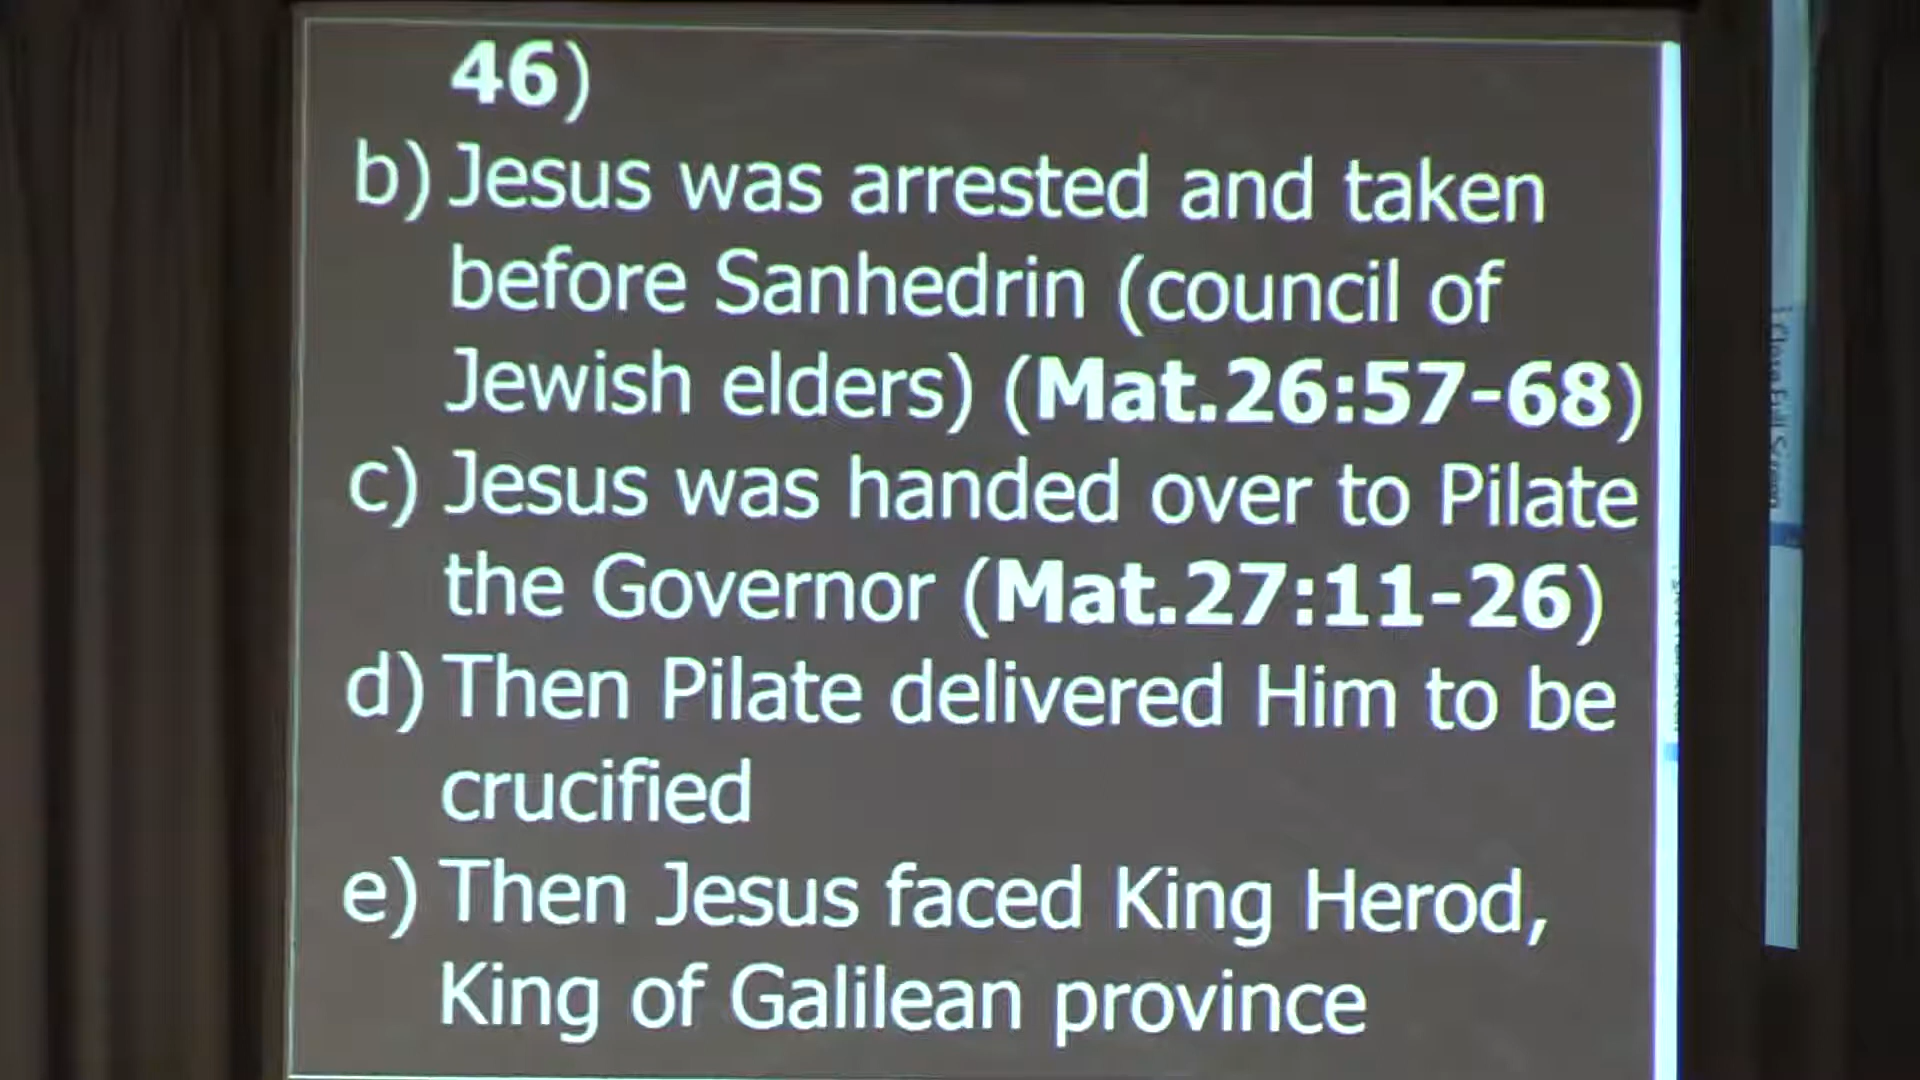 46)
b) Jesus was arrested and taken
before Sanhedrin (council of
Jewish elders) (Mat.26:57-68)
c) Jesus was handed over to Pilate
the Governor (Mat.27:11-26)
d) Then Pilate delivered Him to be
crucified
e) Then Jesus faced King Herod,
King of Galilean province